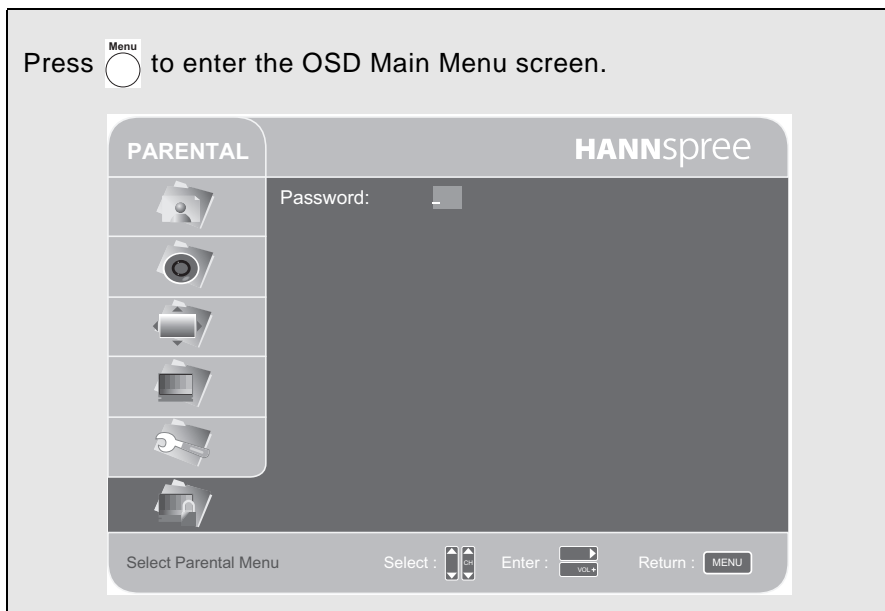 Menu
Press to enter the OSD Main Menu screen.
PARENTAL
HANNspree
Password: _
Select Parental Menu
Select : CH
Enter : VOL+
Return : MENU